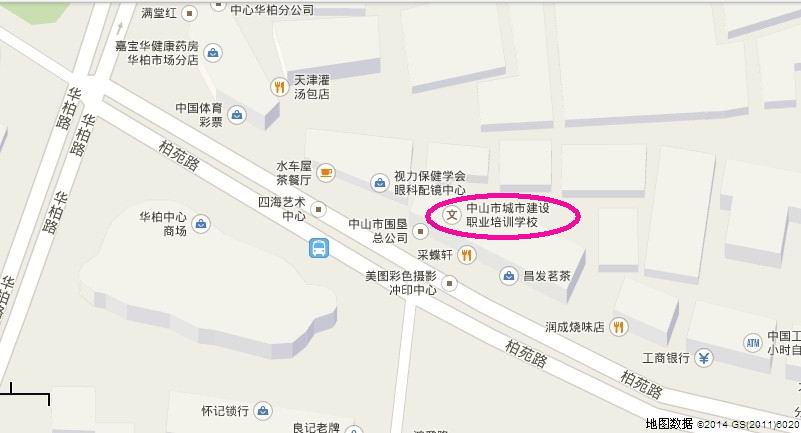 满堂红
中心华柏分公司
嘉宝华健康药房
华柏市场分店
天津灌
汤包店
中国体育
彩票
华柏路
华柏路
柏苑路
水车屋
茶餐厅
视力保健学会
眼科配镜中心
四海艺术
中心
中山市城市建设
职业培训学校
文
华柏中心
商场
中山市围垦
总公司
采蝶轩
美图彩色摄影
冲印中心
昌发茗茶
华柏路
润成烧味店
柏苑路
工商银行
ATM
中国工
小时自
柏苑路
怀记锁行
良记老牌
地图数据 ©2014 GS(2011)6020